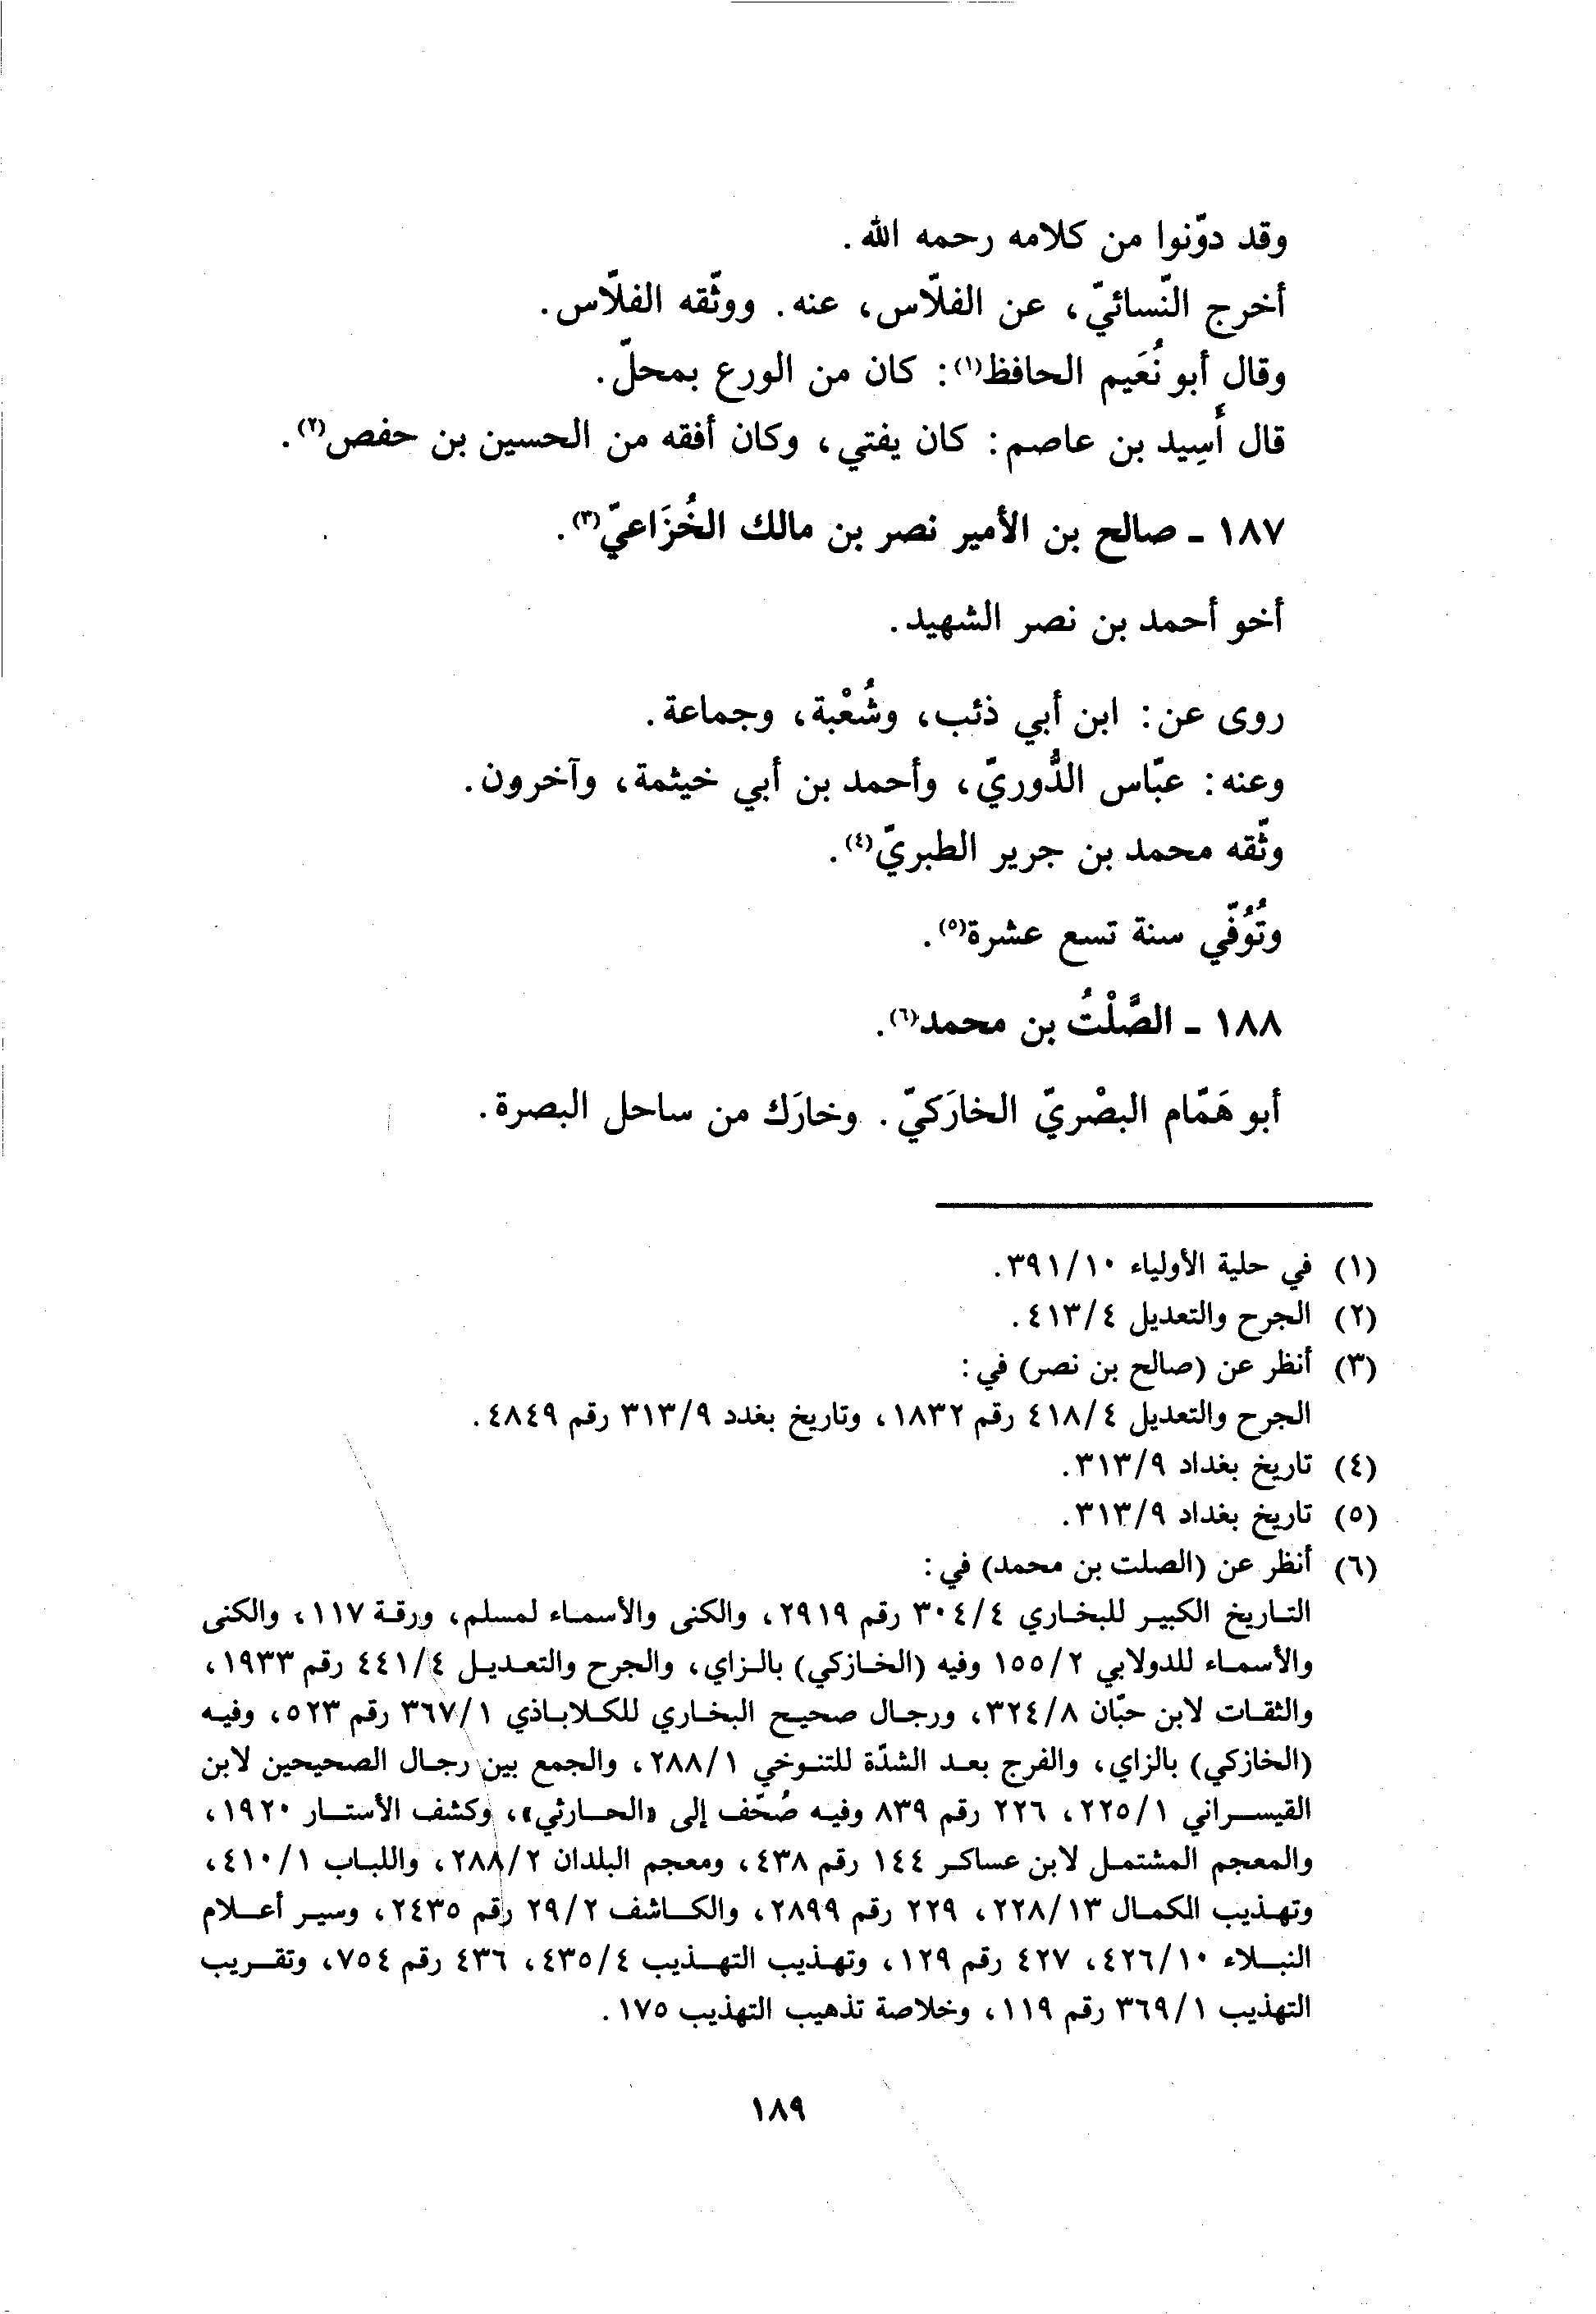 وقد دوّنوا من كلامه رحمه الله.
أخرج النّسائيّ، عن الفلّاس، عنه. ووثّقه الفلّاس.
وقال أبو نُعَيم الحافظ(١): كان من الورع بمحلّ.
قال أَسِيد بن عاصم: كان يفتي، وكان أفقه من الحسين بن حفص(٢).
١٨٧ - صالح بن الأمير نصر بن مالك الخُزَاعيّ(٣).
أخو أحمد بن نصر الشهيد.
روى عن: ابن أبي ذئب، وشُعْبة، وجماعة.
وعنه: عبّاس الدُّوريّ، وأحمد بن أبي خيثمة، وآخرون.
وثّقه محمد بن جرير الطبريّ(٤).
وتُوُفّي سنة تسع عشرة(٥).
١٨٨ - الصَّلْتُ بن محمد(٦).
أبو هَمّام البصْريّ الخارَكيّ. وخارَك من ساحل البصرة.
(١) في حلية الأولياء ١٠/٣٩١.
(٢) الجرح والتعديل ٤/٤١٣.
(٣) أنظر عن (صالح بن نصر) في:
الجرح والتعديل ٤/٤١٨ رقم ١٨٣٢، وتاريخ بغدد ٩/٣١٣ رقم ٤٨٤٩.
(٤) تاريخ بغداد ٩/٣١٣.
(٥) تاريخ بغداد ٩/٣١٣.
(٦) أنظر عن (الصلت بن محمد) في:
التاريخ الكبير للبخاري ٤/٣٠٤ رقم ٢٩١٩، والكنى والأسماء لمسلم، ورقة ١١٧، والكنى
والأسماء للدولابي ٢/١٥٥ وفيه (الخازكي) بالزاي، والجرح والتعديل ٤/٤٤١ رقم ١٩٣٣،
والثقات لابن حبّان ٨/٣٢٤، ورجال صحيح البخاري للكلاباذي ١/٣٦٧ رقم ٥٢٣، وفيه
(الخازكي) بالزاي، والفرج بعد الشدّة للتنوخي ١/٢٨٨، والجمع بين رجال الصحيحين لابن
القيسراني ١/٢٢٥، ٢٢٦ رقم ٨٣٩ وفيه صُحّف إلى «الحارثي»، وكشف الأستار ١٩٢٠،
والمعجم المشتمل لابن عساكر ١٤٤ رقم ٤٣٨، ومعجم البلدان ٢/٢٨٨، واللباب ١/٤١٠،
وتهذيب الكمال ١٣/٢٢٨، ٢٢٩ رقم ٢٨٩٩، والكاشف ٢/٢٩ رقم ٢٤٣٥، وسير أعلام
النبلاء ١٠/٤٢٦، ٤٢٧ رقم ١٢٩، وتهذيب التهذيب ٤/٤٣٥، ٤٣٦ رقم ٧٥٤، وتقريب
التهذيب ١/٣٦٩ رقم ١١٩، وخلاصة تذهيب التهذيب ١٧٥.
١٨٩